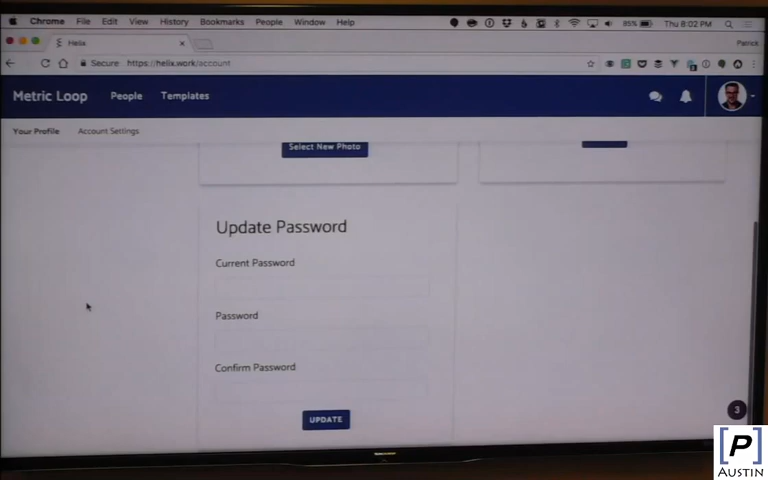 Chrome File Edit View History Bookmarks People Window Help
85% Thu 8:02 PM
Helix
Patrick
Secure https://helix.work/account
Metric Loop People Templates
Your Profile Account Settings
Select New Photo
Update Password
Current Password
Password
Confirm Password
UPDATE
3
[P]
AUSTIN